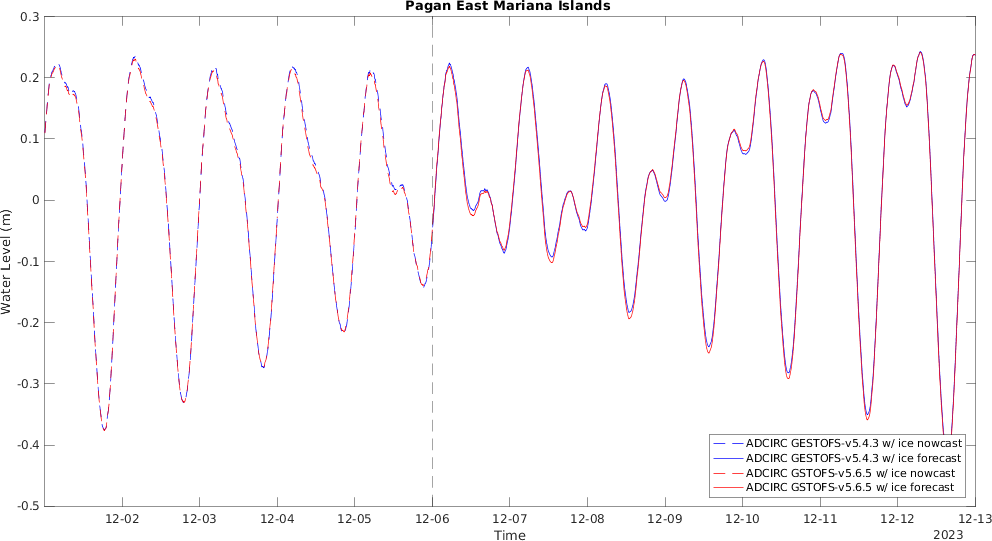 Pagan East Mariana Islands
0.3
0.2
0.1
0
-0.1
-0.2
-0.3
-0.4
-0.5
Water Level (m)
ADCIRC GESTOFS-v5.4.3 w/ ice nowcast
ADCIRC GESTOFS-v5.4.3 w/ ice forecast
ADCIRC GSTOFS-v5.6.5 w/ ice nowcast
ADCIRC GSTOFS-v5.6.5 w/ ice forecast
12-02 12-03 12-04 12-05 12-06 12-07 12-08 12-09 12-10 12-11 12-12 12-13
Time
2023